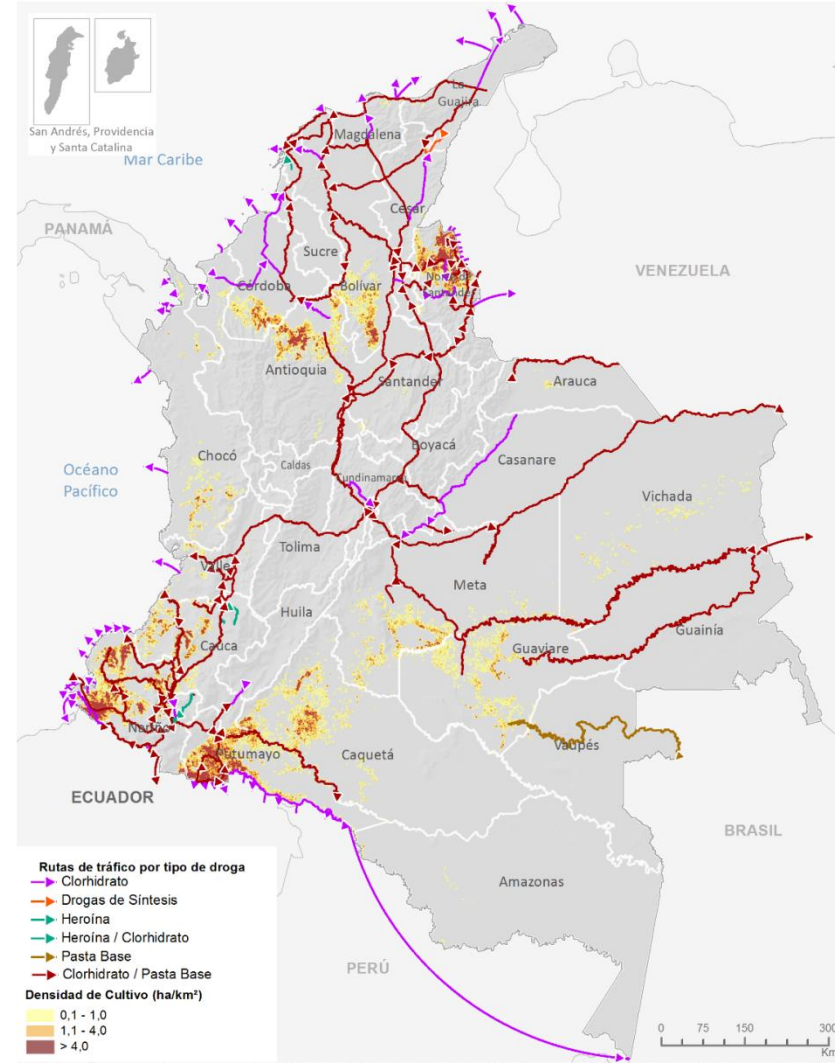 San Andrés, Providencia
y Santa Catalina
Mar Caribe
La
Guajira
Magdalena
Cesar
PANAMÁ
Sucre
VENEZUELA
Córdoba
Bolívar
Norte de
Santander
Antioquia
Santander
Arauca
Boyacá
Chocó
Caldas
Casanare
Cundinamarca
Océano
Pacífico
Vichada
Tolima
Valle
Meta
Huila
Guainía
Cauca
Guaviare
Nariño
Putumayo
Caquetá
Vaupés
ECUADOR
BRASIL
Amazonas
PERÚ
Rutas de tráfico por tipo de droga
Clorhidrato
Drogas de Síntesis
Heroína
Heroína / Clorhidrato
Pasta Base
Clorhidrato / Pasta Base
Densidad de Cultivo (ha/km²)
0,1 - 1,0
1,1 - 4,0
> 4,0
0 75 150 300
Km